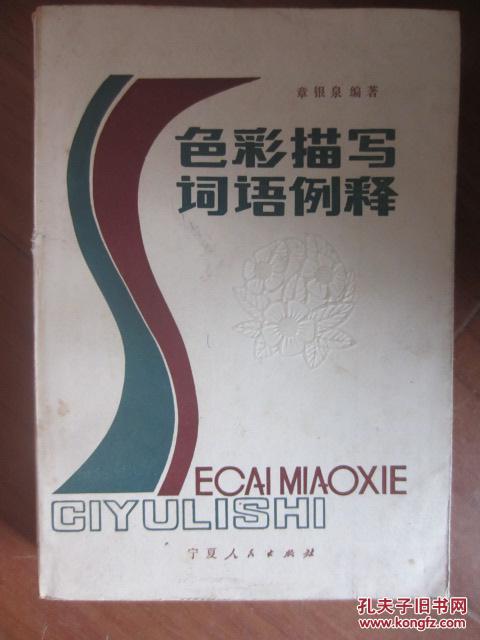 章银泉 编著
色彩描写
词语例释
SECAI MIAOXIE
CIYULISHI
宁夏人民出版社
孔夫子旧书网
www.kongfz.com